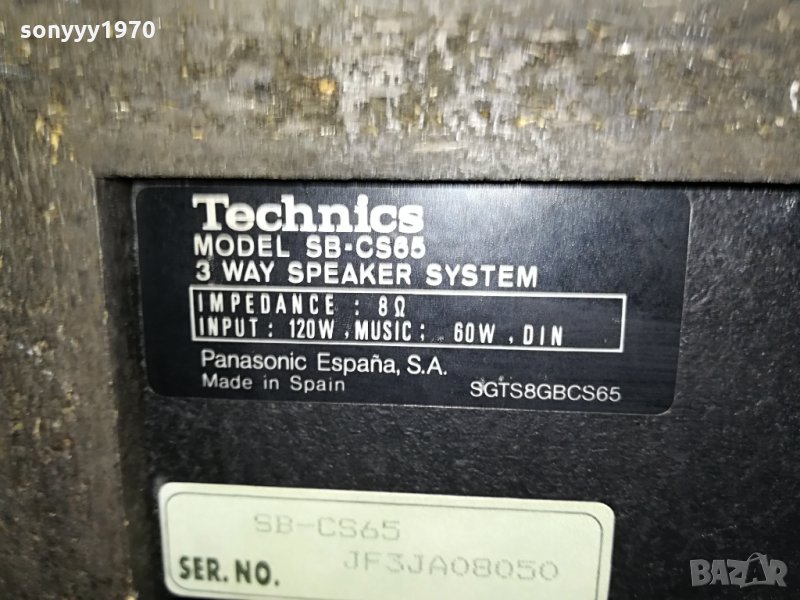 sonyyy1970
Technics
MODEL SB-CS65
3 WAY SPEAKER SYSTEM
IMPEDANCE : 8Ω
INPUT : 120W , MUSIC ; 60W , DIN
Panasonic España, S.A.
Made in Spain SGTS8GBCS65
SB-CS65
SER. NO. JF3JA08050
BAZAR